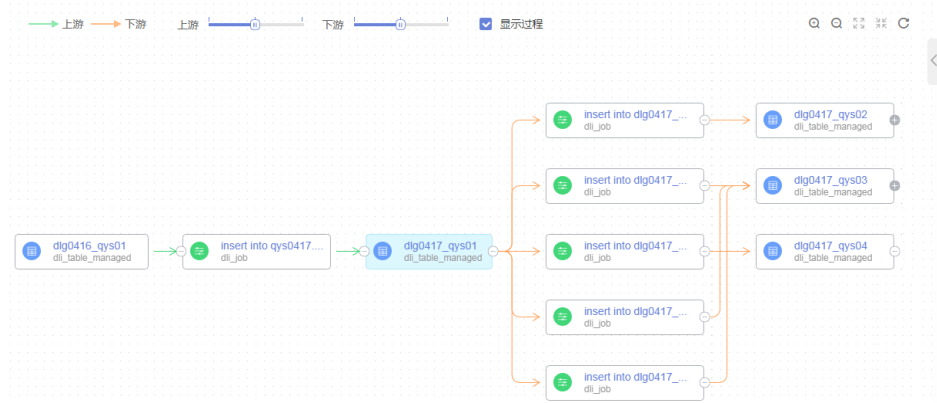 上游 下游 上游 下游 显示过程
insert into dlg0417_...
dli_job
dlg0417_qys02
dli_table_managed
insert into dlg0417_...
dli_job
dlg0417_qys03
dli_table_managed
dlg0416_qys01
dli_table_managed
insert into qys0417....
dli_job
dlg0417_qys01
dli_table_managed
insert into dlg0417_...
dli_job
dlg0417_qys04
dli_table_managed
insert into dlg0417_...
dli_job
insert into dlg0417_...
dli_job